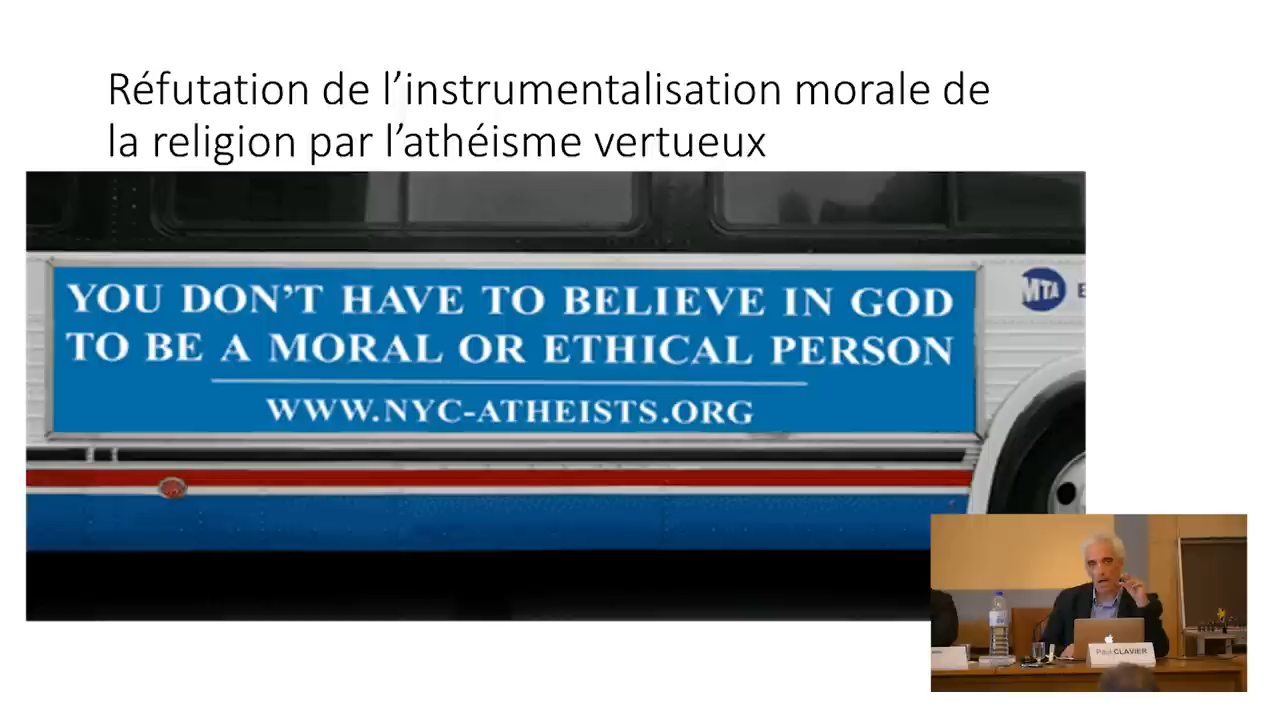 Réfutation de l’instrumentalisation morale de
la religion par l’athéisme vertueux
YOU DON’T HAVE TO BELIEVE IN GOD
TO BE A MORAL OR ETHICAL PERSON
WWW.NYC-ATHEISTS.ORG
MTA
Paul CLAVIER